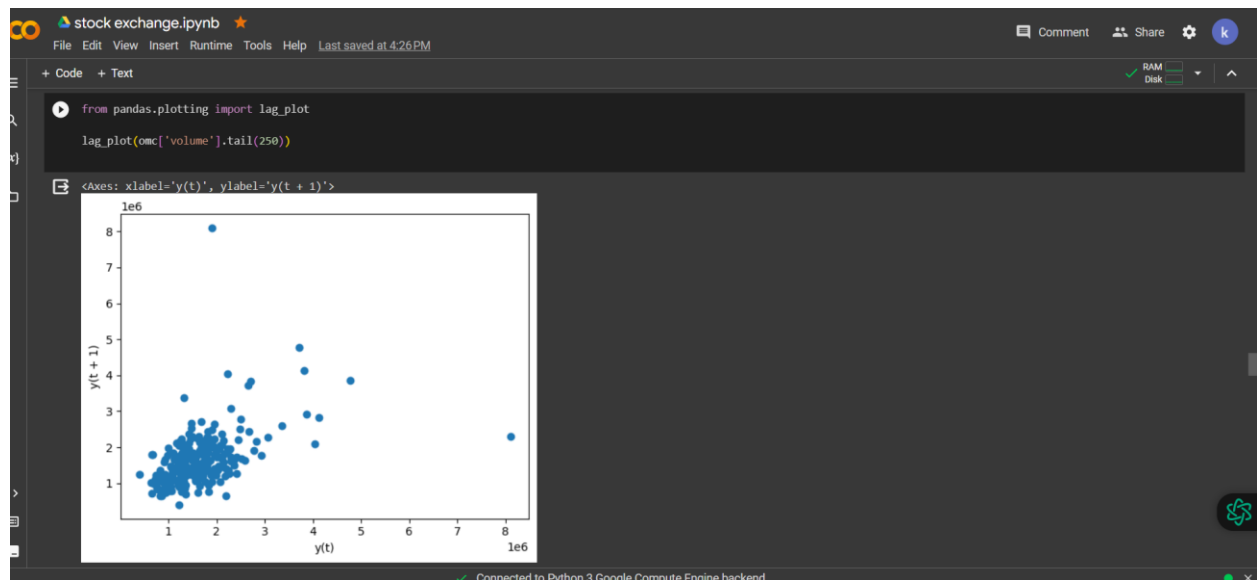 stock exchange.ipynb
File Edit View Insert Runtime Tools Help Last saved at 4:26 PM
Comment Share k
+ Code + Text
RAM
Disk
from pandas.plotting import lag_plot
lag_plot(omc['volume'].tail(250))
<Axes: xlabel='y(t)', ylabel='y(t + 1)'>
1e6
8
7
6
5
4
3
2
1
y(t + 1)
1 2 3 4 5 6 7 8
y(t)
1e6
Connected to Python 3 Google Compute Engine backend